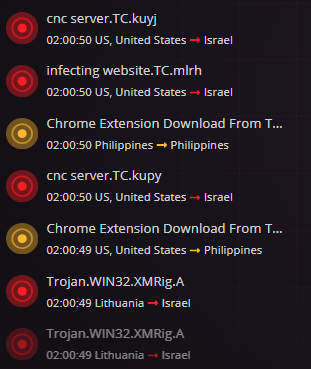 cnc server.TC.kuyj
02:00:50 US, United States → Israel
infecting website.TC.mlrh
02:00:50 US, United States → Israel
Chrome Extension Download From T...
02:00:50 Philippines → Philippines
cnc server.TC.kupy
02:00:50 US, United States → Israel
Chrome Extension Download From T...
02:00:49 US, United States → Philippines
Trojan.WIN32.XMRig.A
02:00:49 Lithuania → Israel
Trojan.WIN32.XMRig.A
02:00:49 Lithuania → Israel